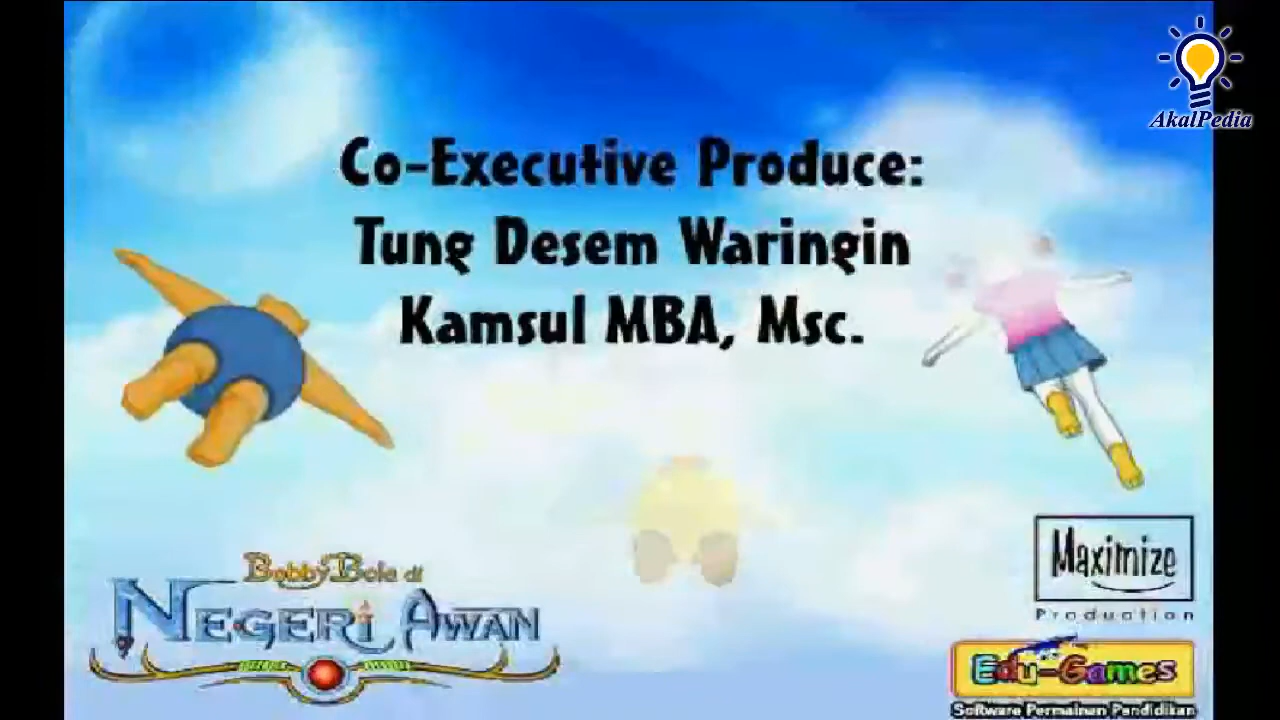 AkalPedia
Co-Executive Produce:
Tung Desem Waringin
Kamsul MBA, Msc.
Bobby Bola di
NEGERI AWAN
Maximize
Production
Edu-Games
Software Permainan Pendidikan